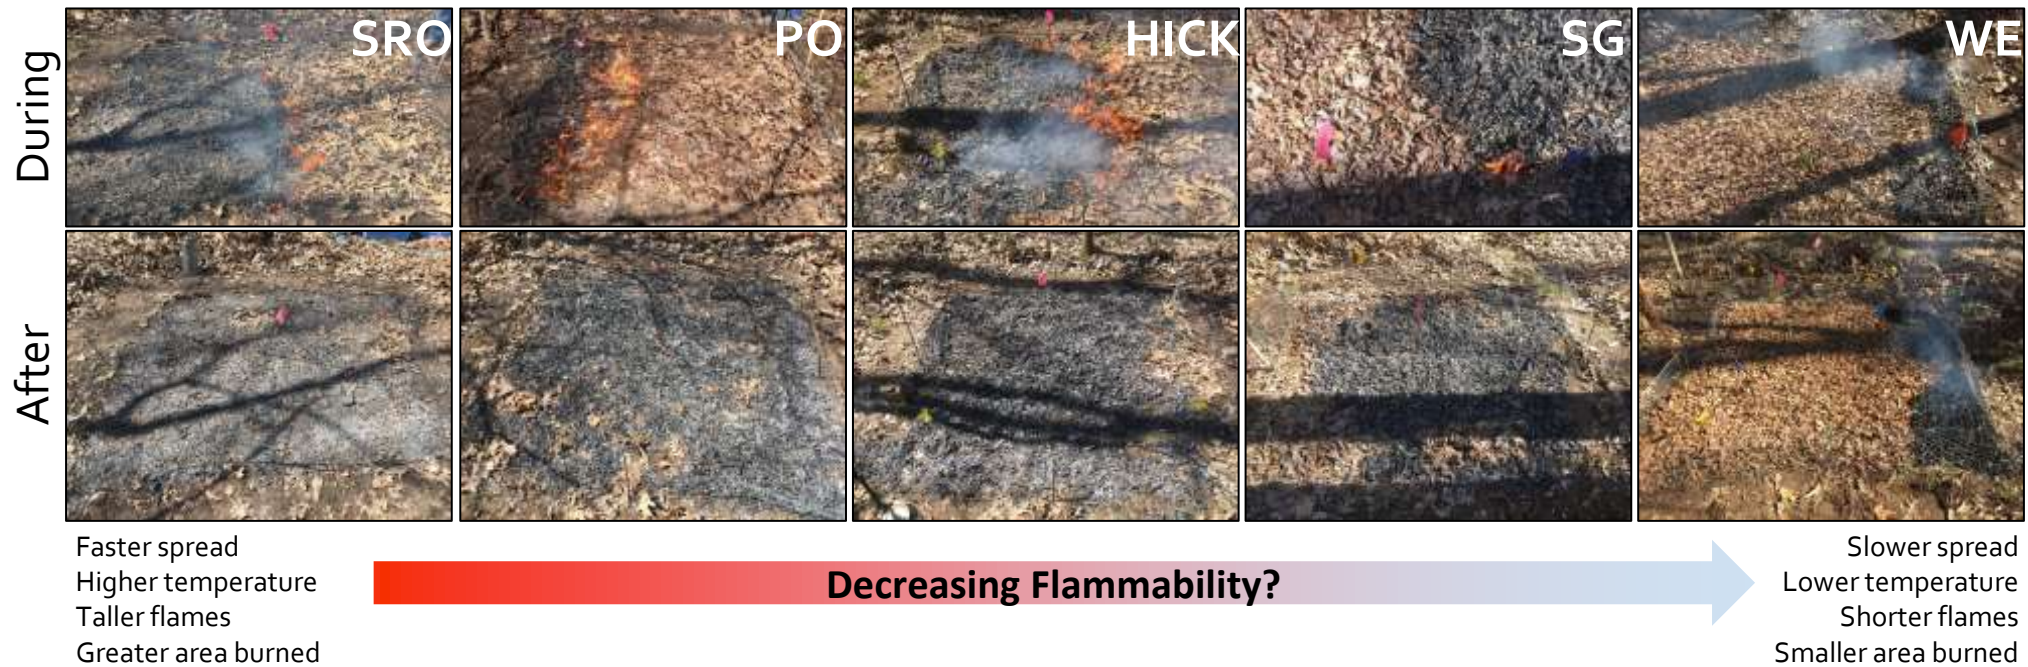 During
SRO
PO
HICK
SG
WE
After
Faster spread
Higher temperature
Taller flames
Greater area burned
Decreasing Flammability?
Slower spread
Lower temperature
Shorter flames
Smaller area burned